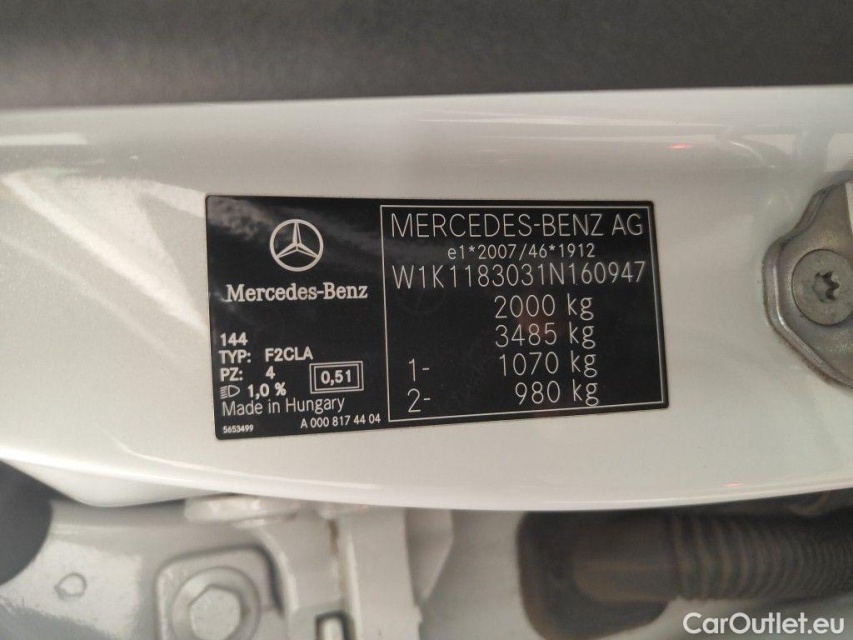 Mercedes-Benz
144
TYP: F2CLA
PZ: 4
1,0 %
0,51
Made in Hungary
5653499
A 000 817 44 04
MERCEDES-BENZ AG
e1*2007/46*1912
W1K1183031N160947
2000 kg
3485 kg
1- 1070 kg
2- 980 kg
CarOutlet.eu